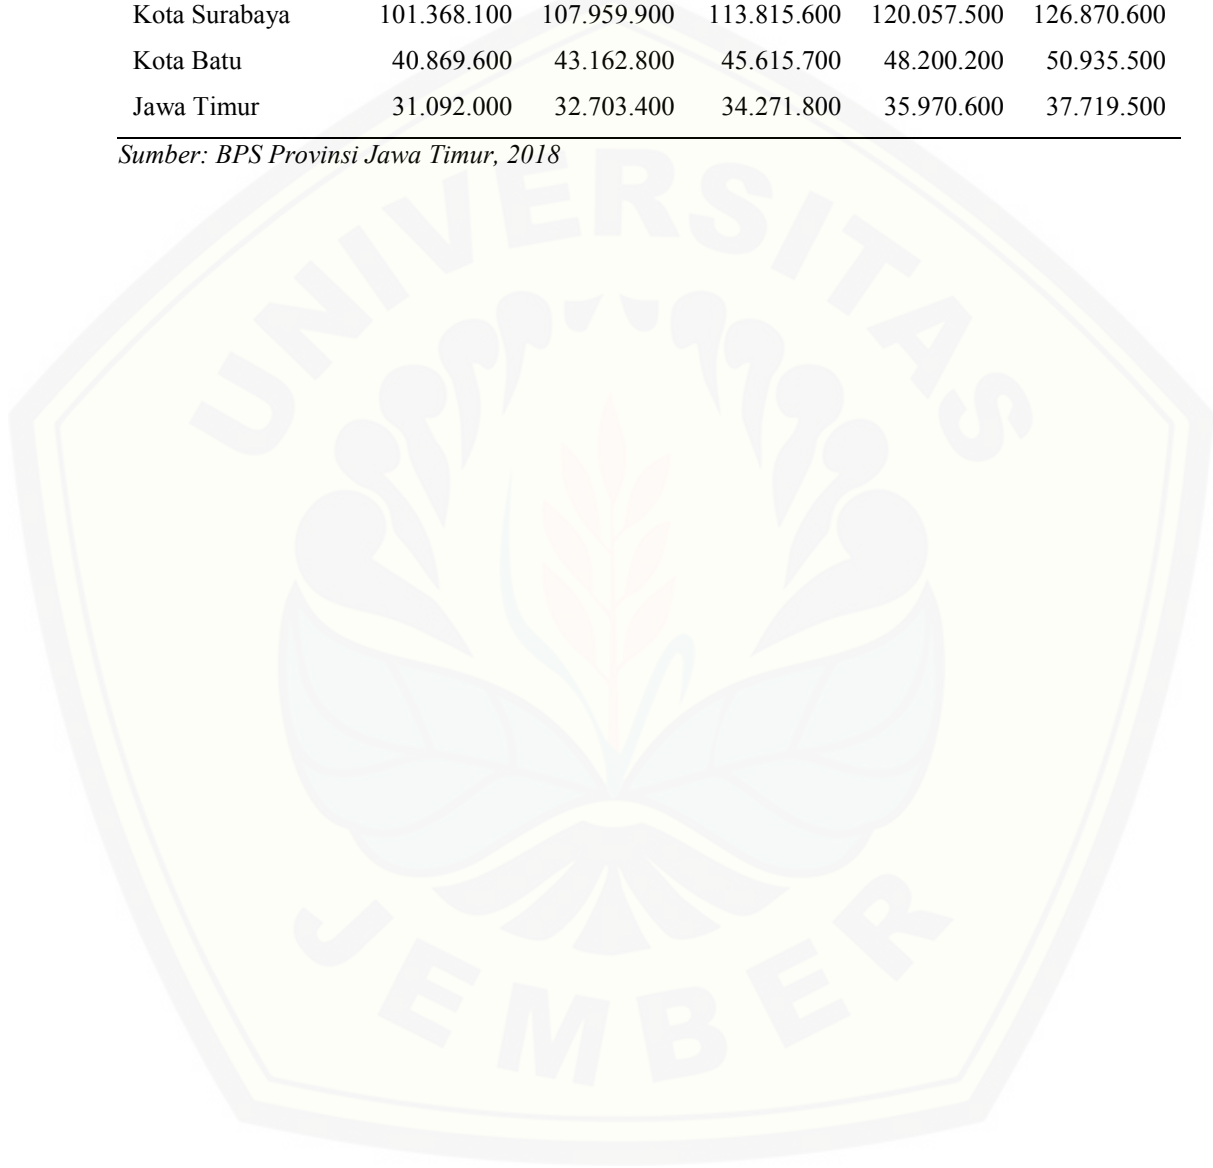 Kota Surabaya 101.368.100 107.959.900 113.815.600 120.057.500 126.870.600
Kota Batu 40.869.600 43.162.800 45.615.700 48.200.200 50.935.500
Jawa Timur 31.092.000 32.703.400 34.271.800 35.970.600 37.719.500
Sumber: BPS Provinsi Jawa Timur, 2018
UNIVERSITAS
JEMBER